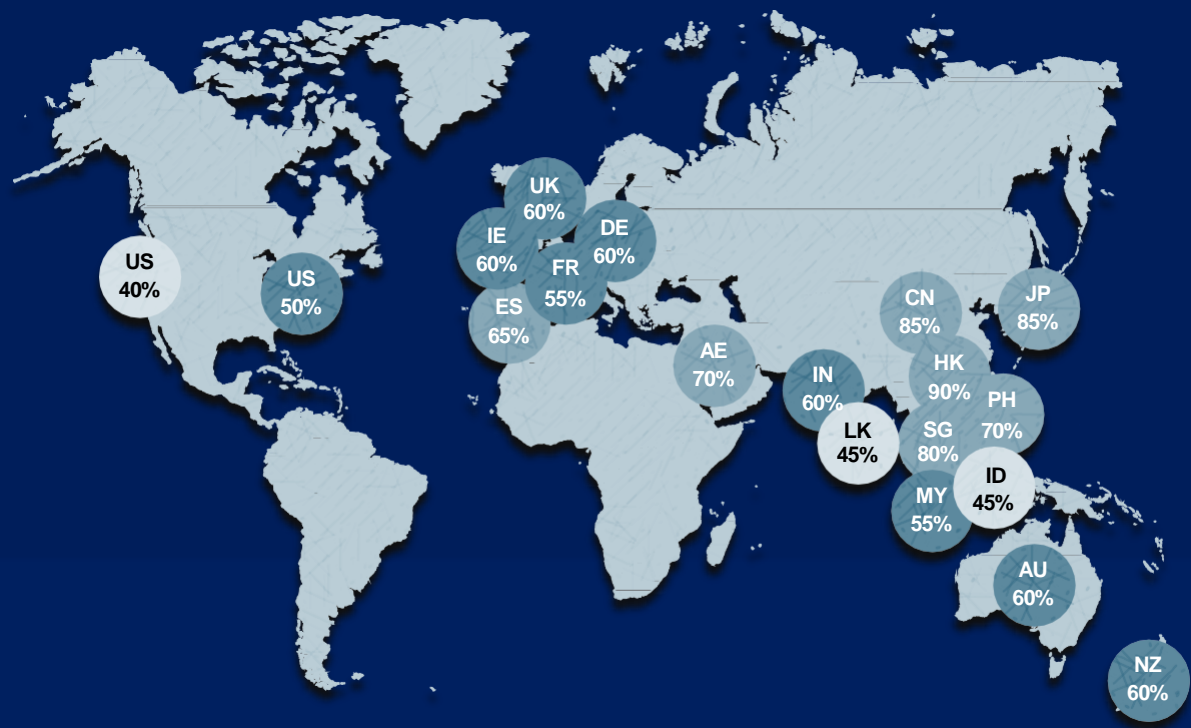 UK
60%
DE
60%
IE
60%
FR
55%
ES
65%
US
40%
US
50%
CN
85%
JP
85%
AE
70%
HK
90%
IN
60%
PH
70%
LK
45%
SG
80%
ID
45%
MY
55%
AU
60%
NZ
60%